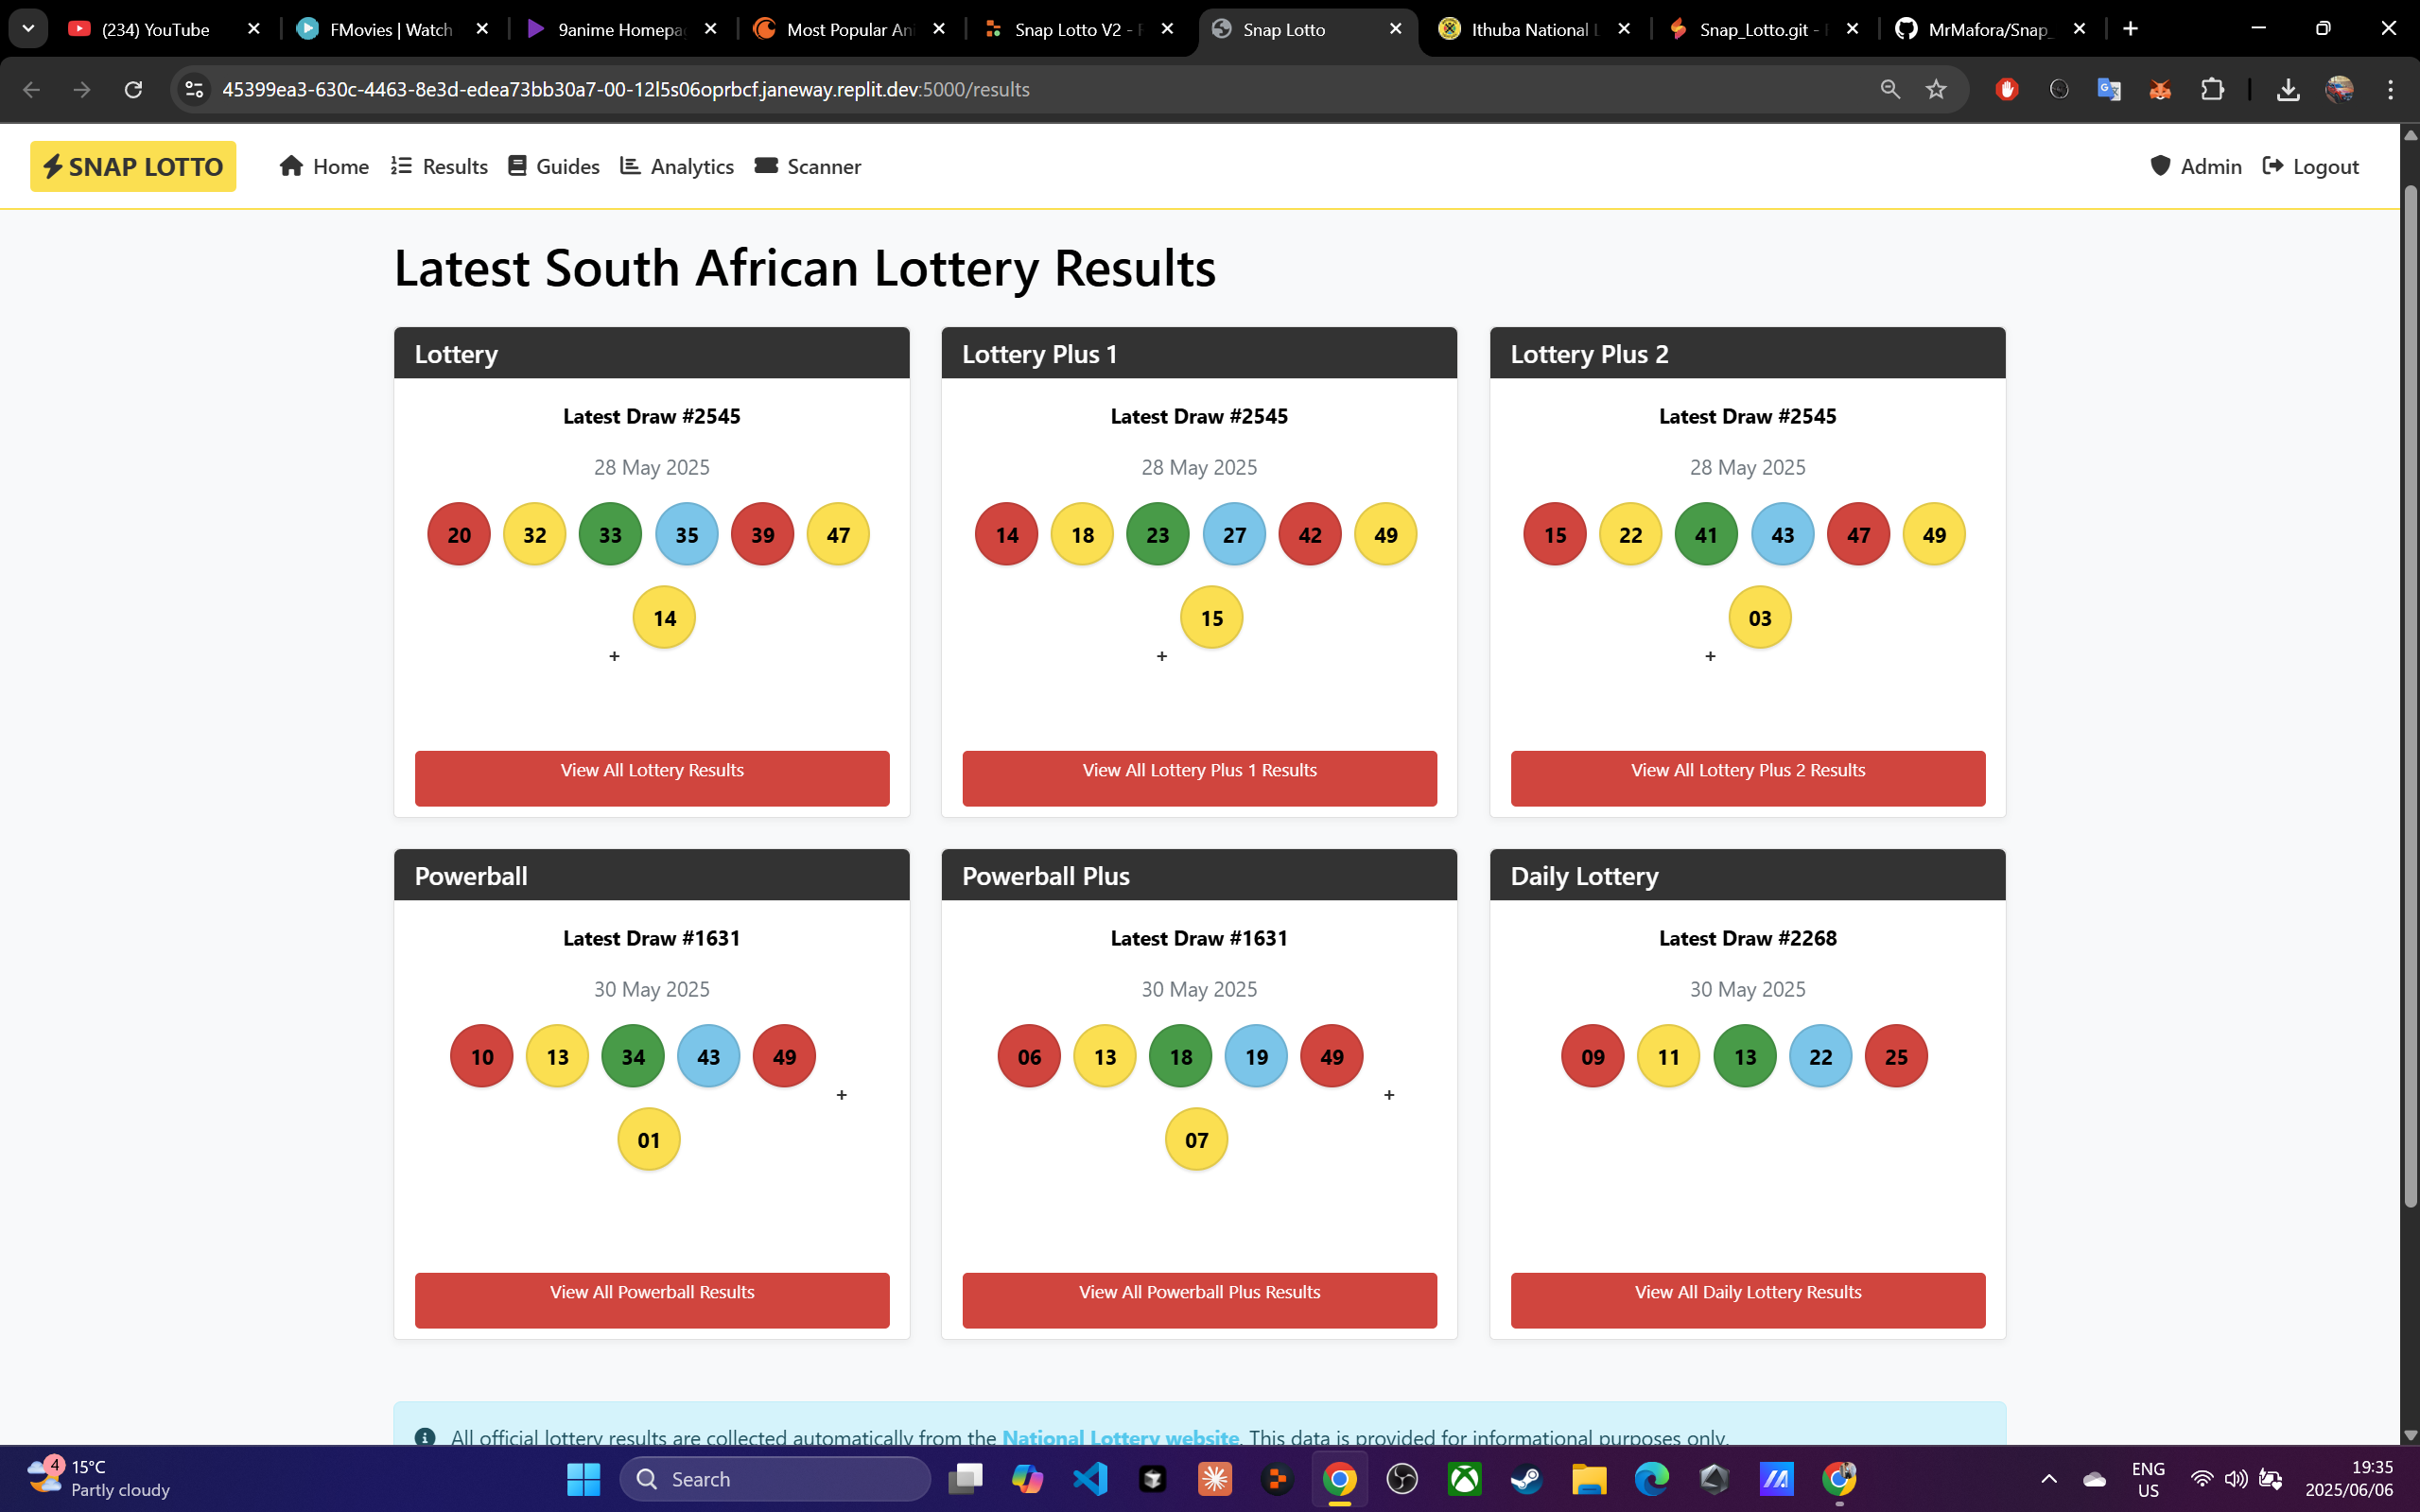 (234) YouTube
FMovies | Watch
9anime Homepa
Most Popular Ani
Snap Lotto V2 -
Snap Lotto
Ithuba National
Snap_Lotto.git -
MrMafora/Snap_
45399ea3-630c-4463-8e3d-edea73bb30a7-00-12l5s06oprbcf.janeway.replit.dev:5000/results
SNAP LOTTO
Home
Results
Guides
Analytics
Scanner
Admin
Logout
Latest South African Lottery Results
Lottery
Latest Draw #2545
28 May 2025
20 32 33 35 39 47
+ 14
View All Lottery Results
Lottery Plus 1
Latest Draw #2545
28 May 2025
14 18 23 27 42 49
+ 15
View All Lottery Plus 1 Results
Lottery Plus 2
Latest Draw #2545
28 May 2025
15 22 41 43 47 49
+ 03
View All Lottery Plus 2 Results
Powerball
Latest Draw #1631
30 May 2025
10 13 34 43 49 +
01
View All Powerball Results
Powerball Plus
Latest Draw #1631
30 May 2025
06 13 18 19 49 +
07
View All Powerball Plus Results
Daily Lottery
Latest Draw #2268
30 May 2025
09 11 13 22 25
View All Daily Lottery Results
All official lottery results are collected automatically from the National Lottery website. This data is provided for informational purposes only.
4
15°C
Partly cloudy
Search
ENG
US
19:35
2025/06/06